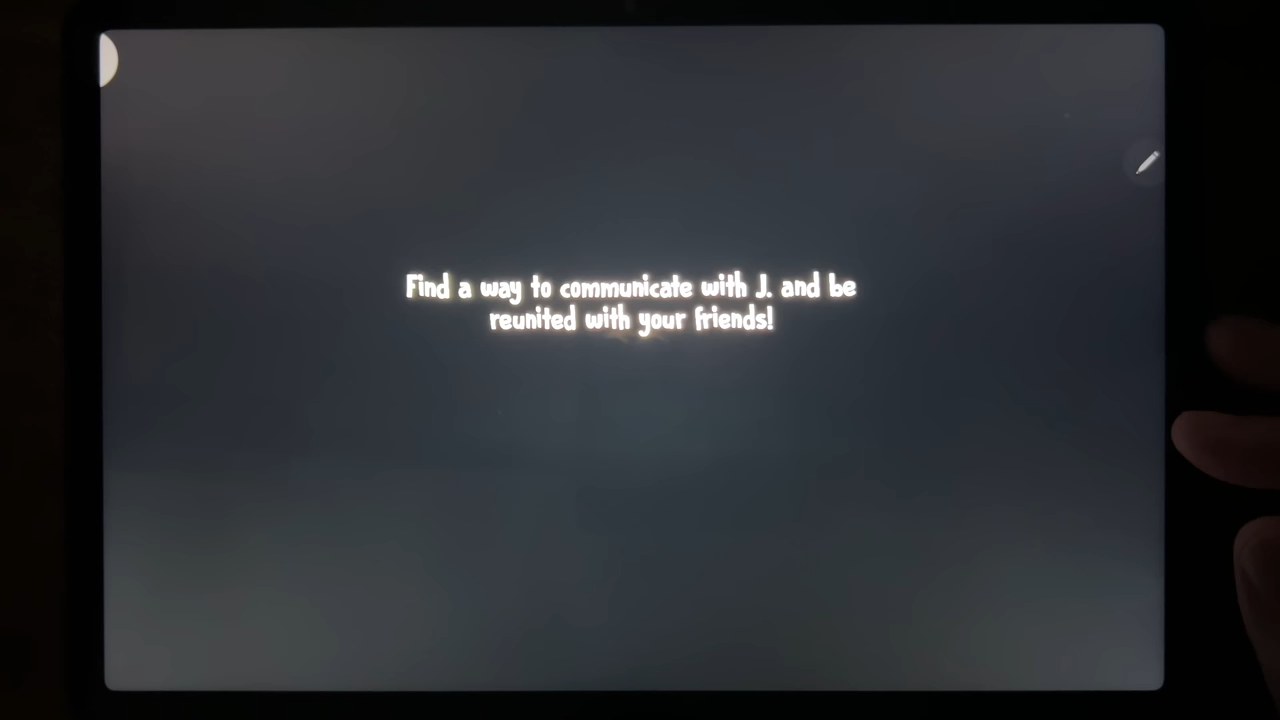 Find a way to communicate with J. and be
reunited with your friends!